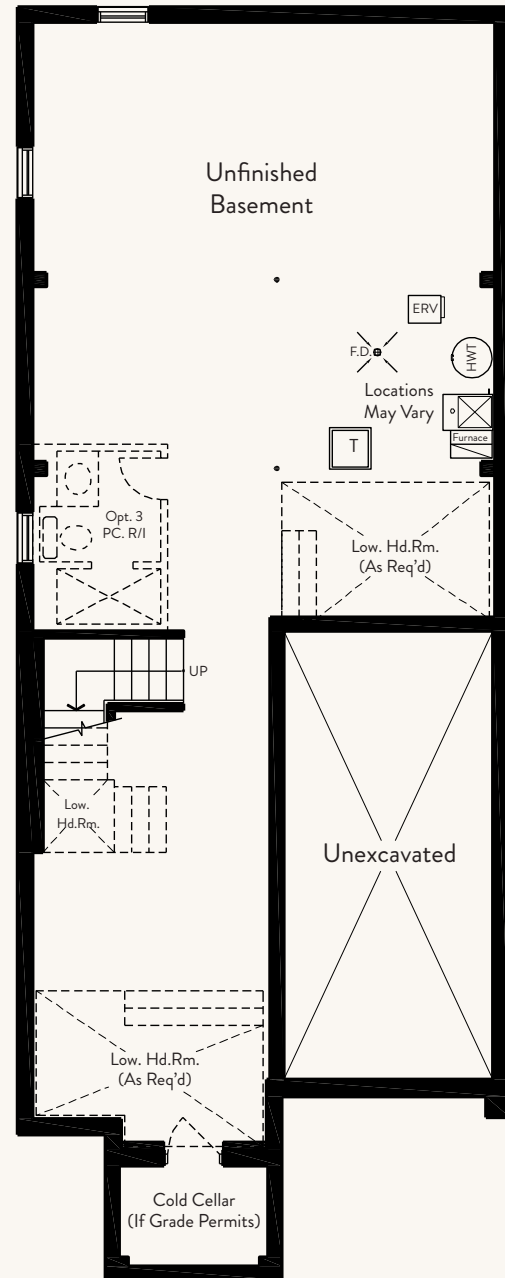 Unfinished
Basement
ERV
F.D.
HWT
Locations
May Vary
Furnace
T
Opt. 3
PC. R/I
Low. Hd.Rm.
(As Req'd)
UP
Low.
Hd.Rm.
Unexcavated
Low. Hd.Rm.
(As Req'd)
Cold Cellar
(If Grade Permits)